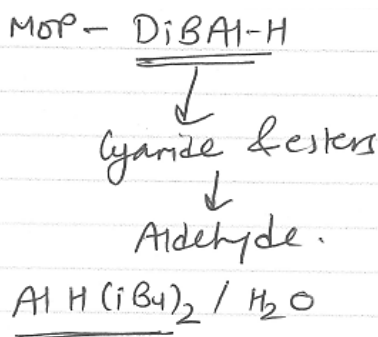 MOP - DiBAl-H
↓
Cyanide & esters
↓
Aldehyde.
Al H (iBu)2 / H2O